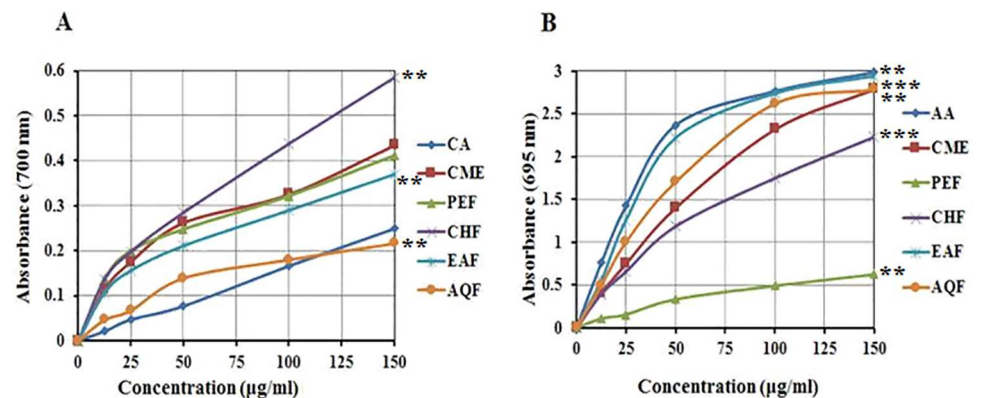 A
Absorbance (700 nm)
0.6
0.5
0.4
0.3
0.2
0.1
0
0 25 50 75 100 125 150
Concentration (µg/ml)
**
**
**
CA
CME
PEF
CHF
EAF
AQF
B
Absorbance (695 nm)
3
2.5
2
1.5
1
0.5
0
0 25 50 75 100 125 150
Concentration (µg/ml)
**
***
**
***
**
AA
CME
PEF
CHF
EAF
AQF